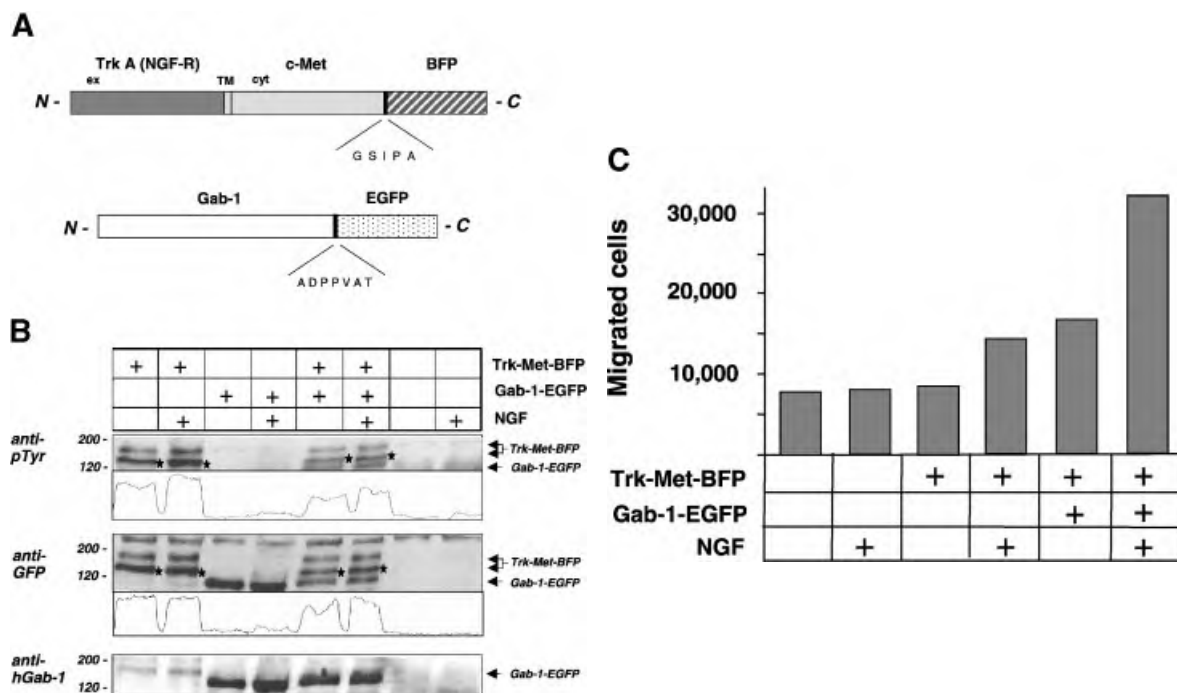 A
Trk A (NGF-R) c-Met BFP
ex TM cyt
N - - C
G S I P A
Gab-1 EGFP
N - - C
A D P P V A T
B
+ + + + Trk-Met-BFP
+ + + + Gab-1-EGFP
+ + + + NGF
anti-pTyr
200 -
120 -
Trk-Met-BFP
Gab-1-EGFP
anti-GFP
200 -
120 -
Trk-Met-BFP
Gab-1-EGFP
anti-hGab-1
200 -
120 -
Gab-1-EGFP
C
Migrated cells
30,000
20,000
10,000
Trk-Met-BFP + + + +
Gab-1-EGFP + +
NGF + + +